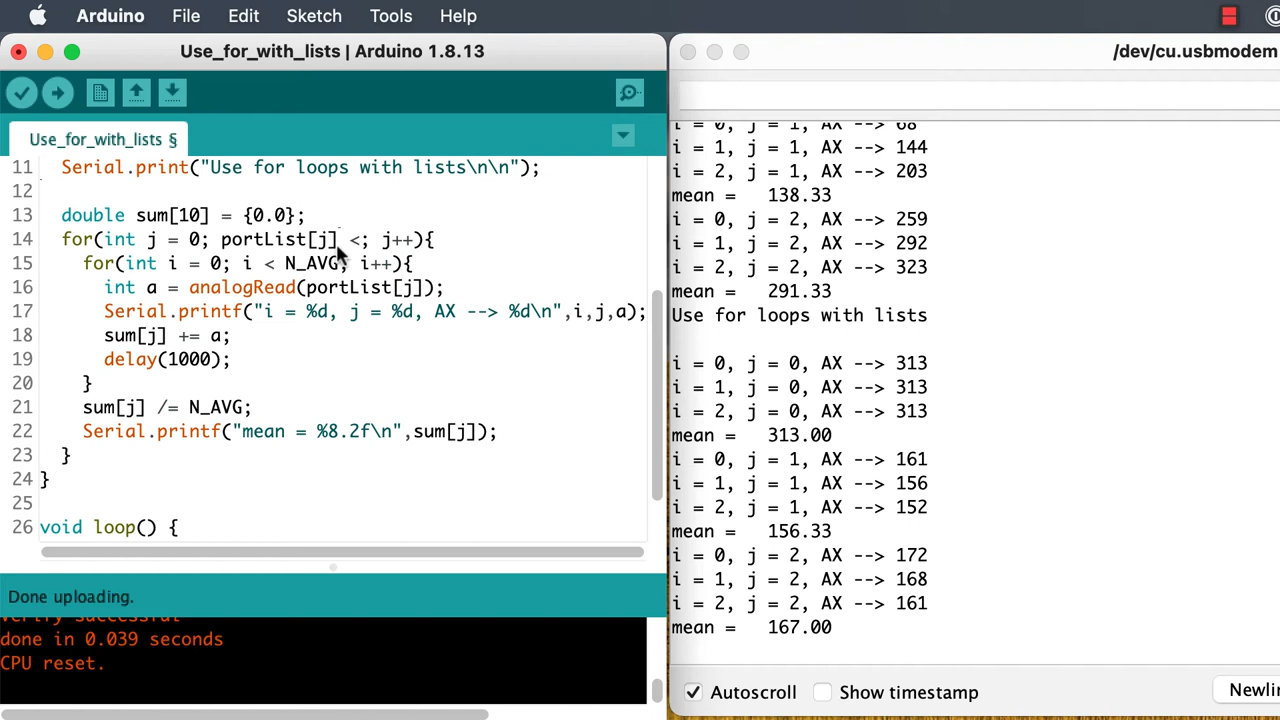 Arduino File Edit Sketch Tools Help
Use_for_with_lists | Arduino 1.8.13
Use_for_with_lists §
11 Serial.print("Use for loops with lists\n\n");
12
13 double sum[10] = {0.0};
14 for(int j = 0; portList[j] <; j++){
15 for(int i = 0; i < N_AVG; i++){
16 int a = analogRead(portList[j]);
17 Serial.printf("i = %d, j = %d, AX --> %d\n",i,j,a);
18 sum[j] += a;
19 delay(1000);
20 }
21 sum[j] /= N_AVG;
22 Serial.printf("mean = %8.2f\n",sum[j]);
23 }
24 }
25
26 void loop() {
Done uploading.
Verify successful
done in 0.039 seconds
CPU reset.
/dev/cu.usbmodem
i = 0, j = 1, AX --> 68
i = 1, j = 1, AX --> 144
i = 2, j = 1, AX --> 203
mean = 138.33
i = 0, j = 2, AX --> 259
i = 1, j = 2, AX --> 292
i = 2, j = 2, AX --> 323
mean = 291.33
Use for loops with lists
i = 0, j = 0, AX --> 313
i = 1, j = 0, AX --> 313
i = 2, j = 0, AX --> 313
mean = 313.00
i = 0, j = 1, AX --> 161
i = 1, j = 1, AX --> 156
i = 2, j = 1, AX --> 152
mean = 156.33
i = 0, j = 2, AX --> 172
i = 1, j = 2, AX --> 168
i = 2, j = 2, AX --> 161
mean = 167.00
Autoscroll Show timestamp